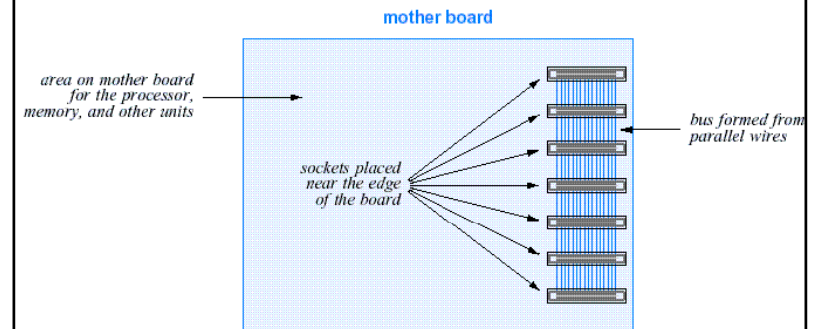 mother board
area on mother board
for the processor,
memory, and other units
bus formed from
parallel wires
sockets placed
near the edge
of the board